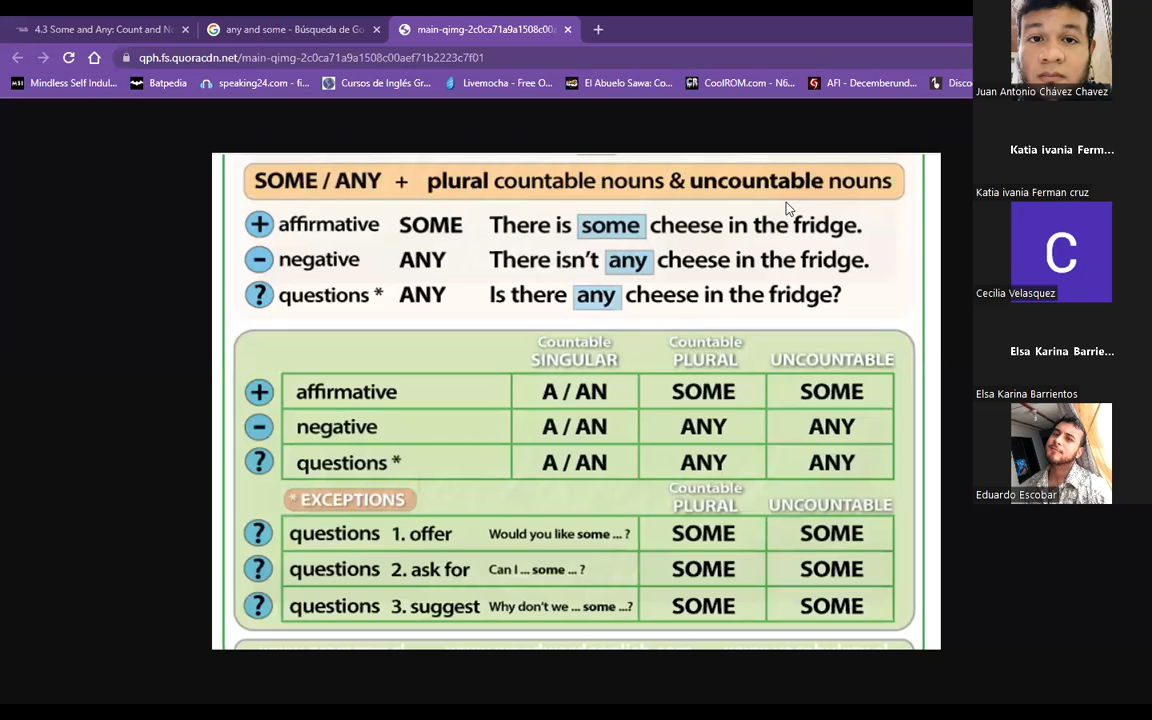 4.3 Some and Any: Count and No
any and some - Búsqueda de Go
main-qimg-2c0ca71a9a1508c00a
qph.fs.quoracdn.net/main-qimg-2c0ca71a9a1508c00aef71b2223c7f01
Mindless Self Indul... Batpedia speaking24.com - fi... Cursos de Inglés Gr... Livemocha - Free O... El Abuelo Sawa: Co... CoolROM.com - N6... AFI - Decemberund... Disco
SOME / ANY + plural countable nouns & uncountable nouns
+ affirmative SOME There is some cheese in the fridge.
- negative ANY There isn't any cheese in the fridge.
? questions * ANY Is there any cheese in the fridge?
Countable SINGULAR Countable PLURAL UNCOUNTABLE
+ affirmative A / AN SOME SOME
- negative A / AN ANY ANY
? questions * A / AN ANY ANY
* EXCEPTIONS Countable PLURAL UNCOUNTABLE
? questions 1. offer Would you like some ... ? SOME SOME
? questions 2. ask for Can I ... some ... ? SOME SOME
? questions 3. suggest Why don't we ... some ...? SOME SOME
Juan Antonio Chávez Chavez
Katia ivania Ferm...
Katia ivania Ferman cruz
C
Cecilia Velasquez
Elsa Karina Barrie...
Elsa Karina Barrientos
Eduardo Escobar